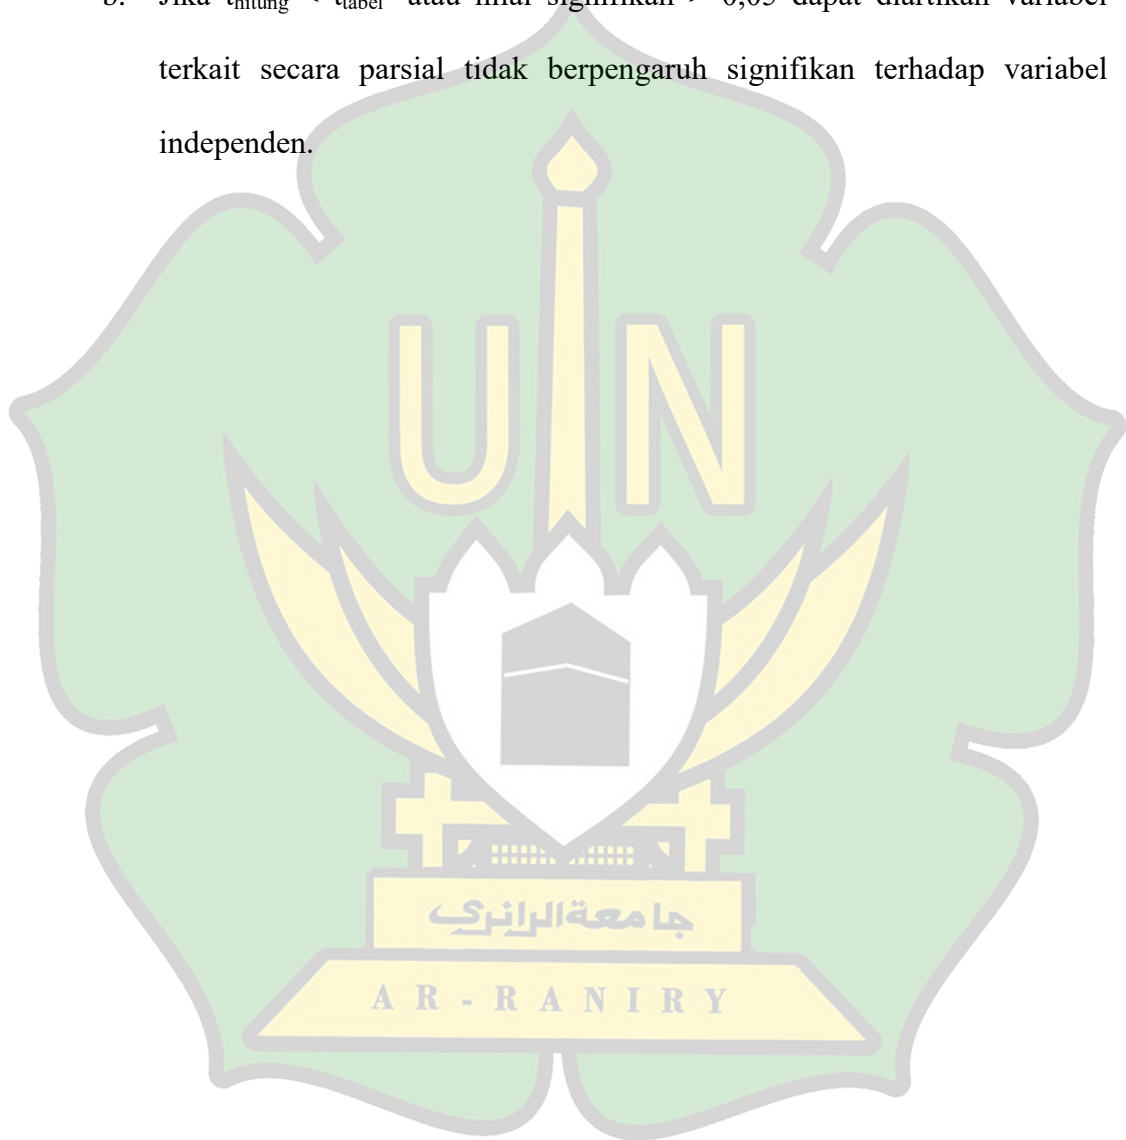 b. Jika thitung < ttabel atau nilai signifikan > 0,05 dapat diartikan variabel
terkait secara parsial tidak berpengaruh signifikan terhadap variabel
independen.
UIN
جامعة الرانري
AR-RANIRY